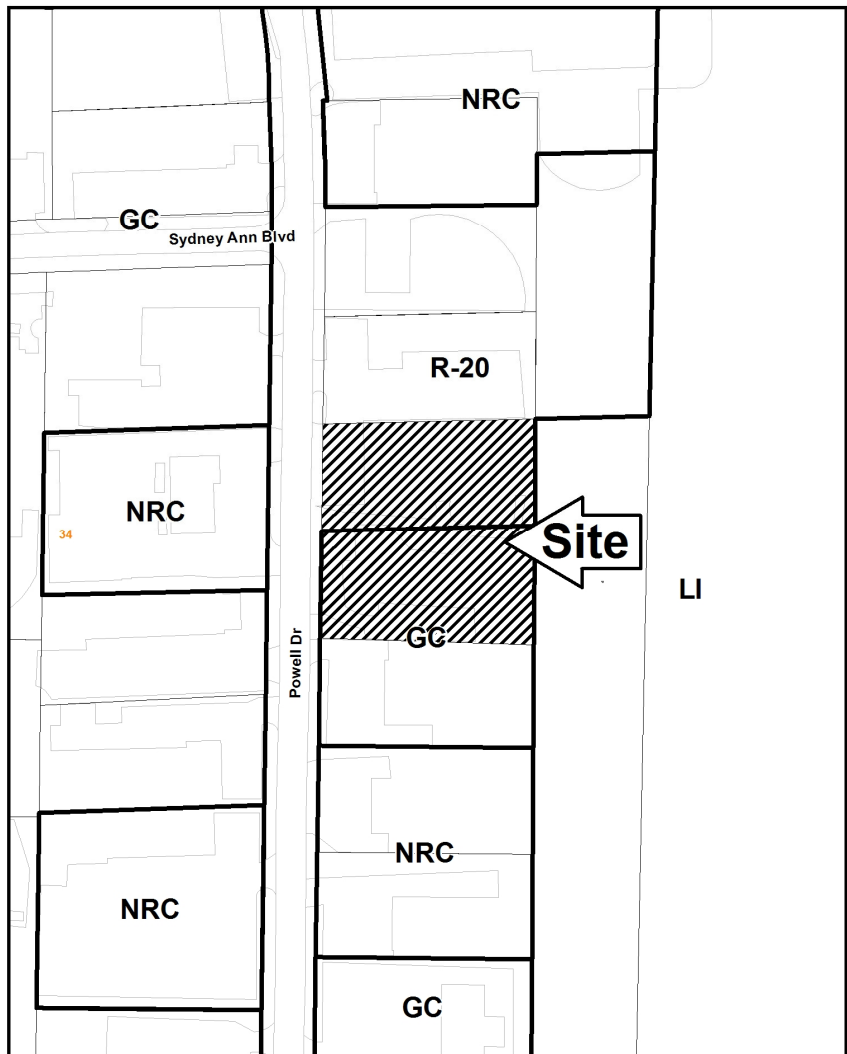 NRC
GC
Sydney Ann Blvd
R-20
NRC
34
Site
LI
GC
Powell Dr
NRC
NRC
GC